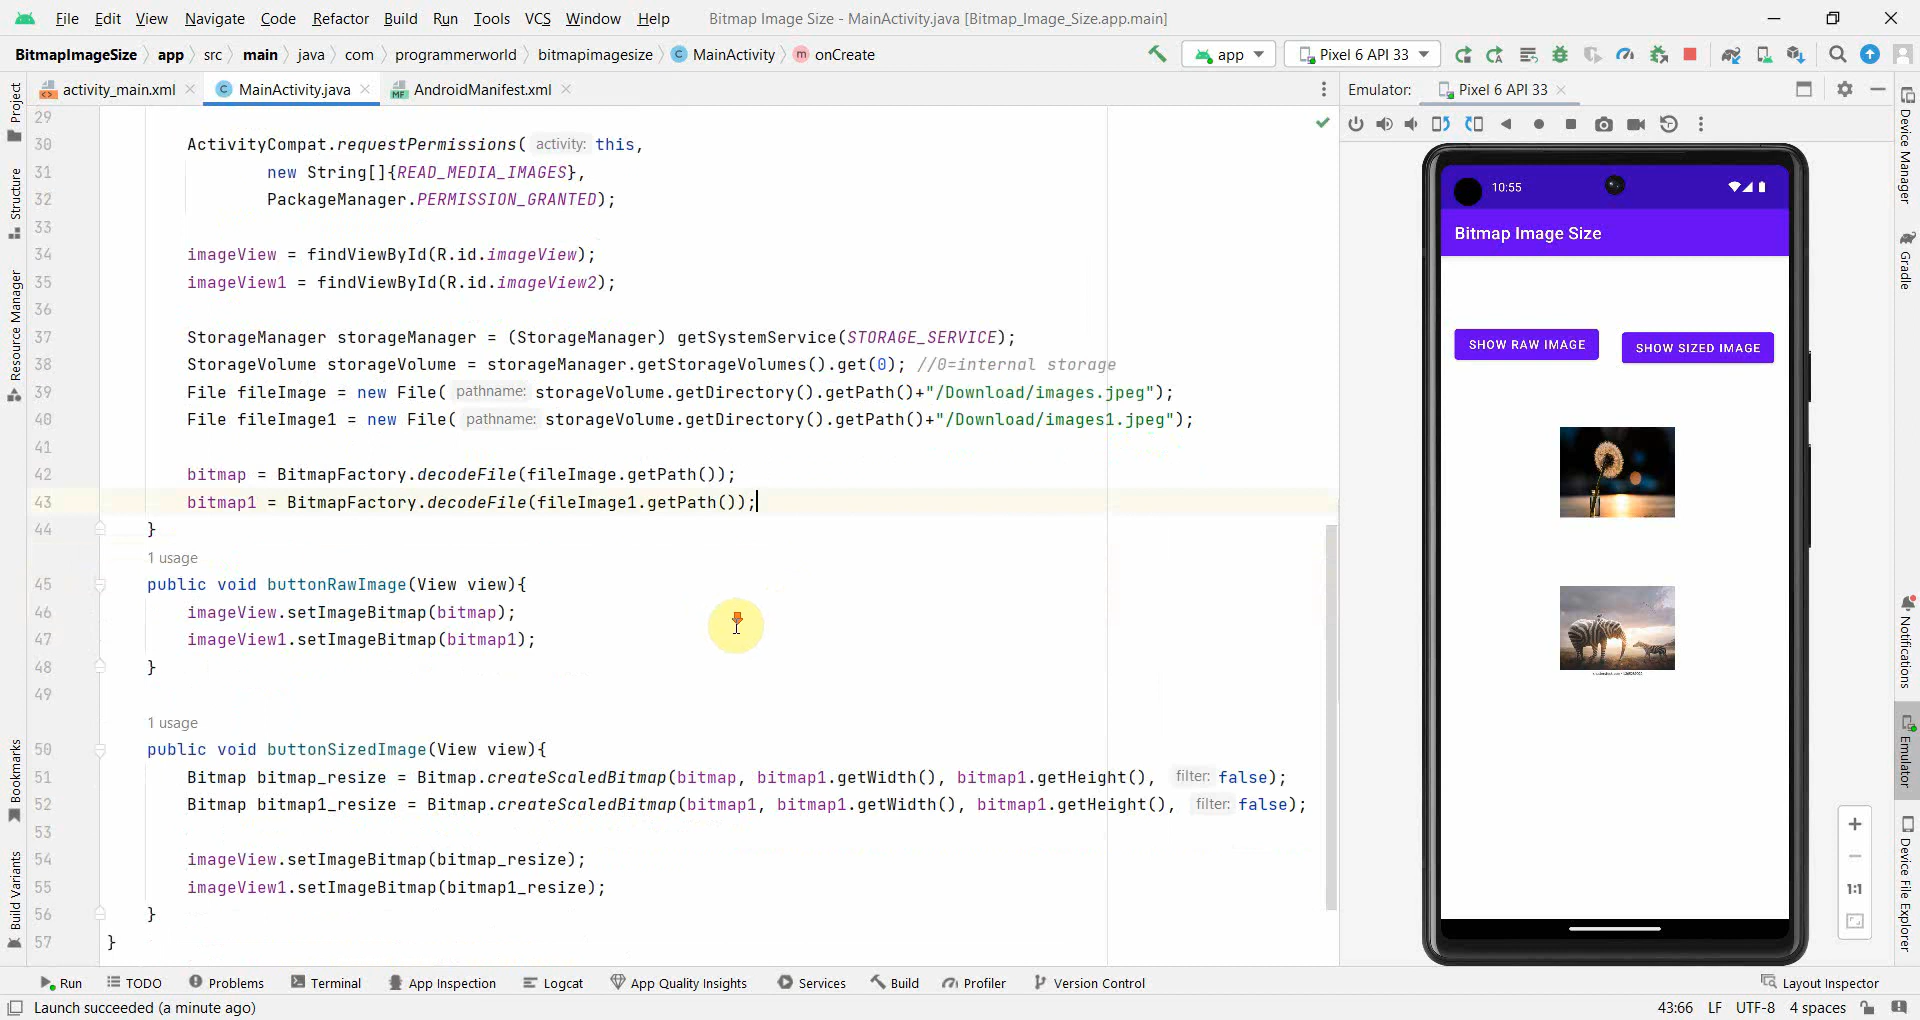 File Edit View Navigate Code Refactor Build Run Tools VCS Window Help Bitmap Image Size - MainActivity.java [Bitmap_Image_Size.app.main]
BitmapImageSize app src main java com programmerworld bitmapimagesize C MainActivity m onCreate app Pixel 6 API 33
activity_main.xml C MainActivity.java MF AndroidManifest.xml Emulator: Pixel 6 API 33
Project
Structure
Resource Manager
Bookmarks
Build Variants
29
30 ActivityCompat.requestPermissions( activity: this,
31 new String[]{READ_MEDIA_IMAGES},
32 PackageManager.PERMISSION_GRANTED);
33
34 imageView = findViewById(R.id.imageView);
35 imageView1 = findViewById(R.id.imageView2);
36
37 StorageManager storageManager = (StorageManager) getSystemService(STORAGE_SERVICE);
38 StorageVolume storageVolume = storageManager.getStorageVolumes().get(0); //0=internal storage
39 File fileImage = new File( pathname: storageVolume.getDirectory().getPath()+"/Download/images.jpeg");
40 File fileImage1 = new File( pathname: storageVolume.getDirectory().getPath()+"/Download/images1.jpeg");
41
42 bitmap = BitmapFactory.decodeFile(fileImage.getPath());
43 bitmap1 = BitmapFactory.decodeFile(fileImage1.getPath());
44 }
1 usage
45 public void buttonRawImage(View view){
46 imageView.setImageBitmap(bitmap);
47 imageView1.setImageBitmap(bitmap1);
48 }
49
1 usage
50 public void buttonSizedImage(View view){
51 Bitmap bitmap_resize = Bitmap.createScaledBitmap(bitmap, bitmap1.getWidth(), bitmap1.getHeight(), filter: false);
52 Bitmap bitmap1_resize = Bitmap.createScaledBitmap(bitmap1, bitmap1.getWidth(), bitmap1.getHeight(), filter: false);
53
54 imageView.setImageBitmap(bitmap_resize);
55 imageView1.setImageBitmap(bitmap1_resize);
56 }
57 }
10:55
Bitmap Image Size
SHOW RAW IMAGE SHOW SIZED IMAGE
1:1
Device Manager
Gradle
Notifications
Emulator
Device File Explorer
Run TODO Problems Terminal App Inspection Logcat App Quality Insights Services Build Profiler Version Control Layout Inspector
Launch succeeded (a minute ago) 43:66 LF UTF-8 4 spaces